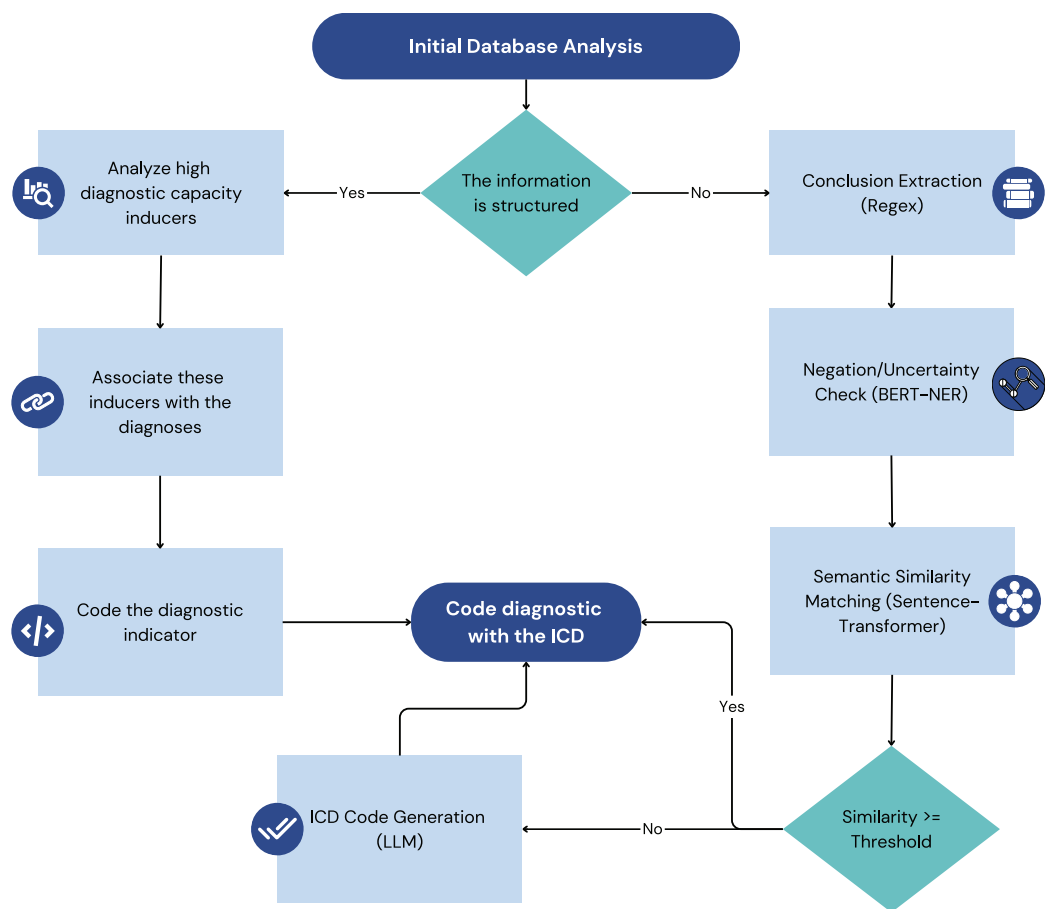 Initial Database Analysis
The information
is structured
Yes
No
Analyze high
diagnostic capacity
inducers
Conclusion Extraction
(Regex)
Associate these
inducers with the
diagnoses
Negation/Uncertainty
Check (BERT-NER)
Code the diagnostic
indicator
Code diagnostic
with the ICD
Semantic Similarity
Matching (Sentence-
Transformer)
Yes
ICD Code Generation
(LLM)
No
Similarity >=
Threshold